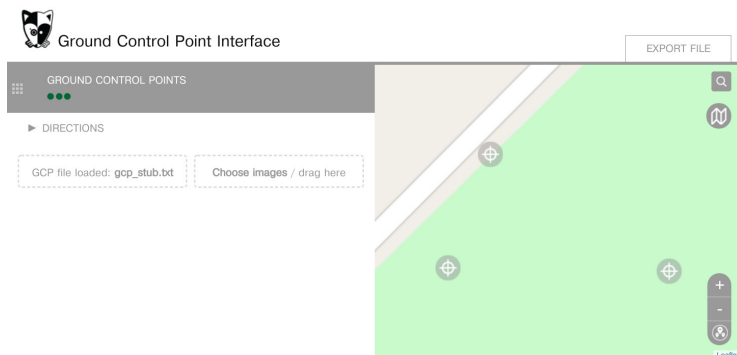 Ground Control Point Interface
EXPORT FILE
GROUND CONTROL POINTS
► DIRECTIONS
GCP file loaded: gcp_stub.txt
Choose images / drag here
+
-